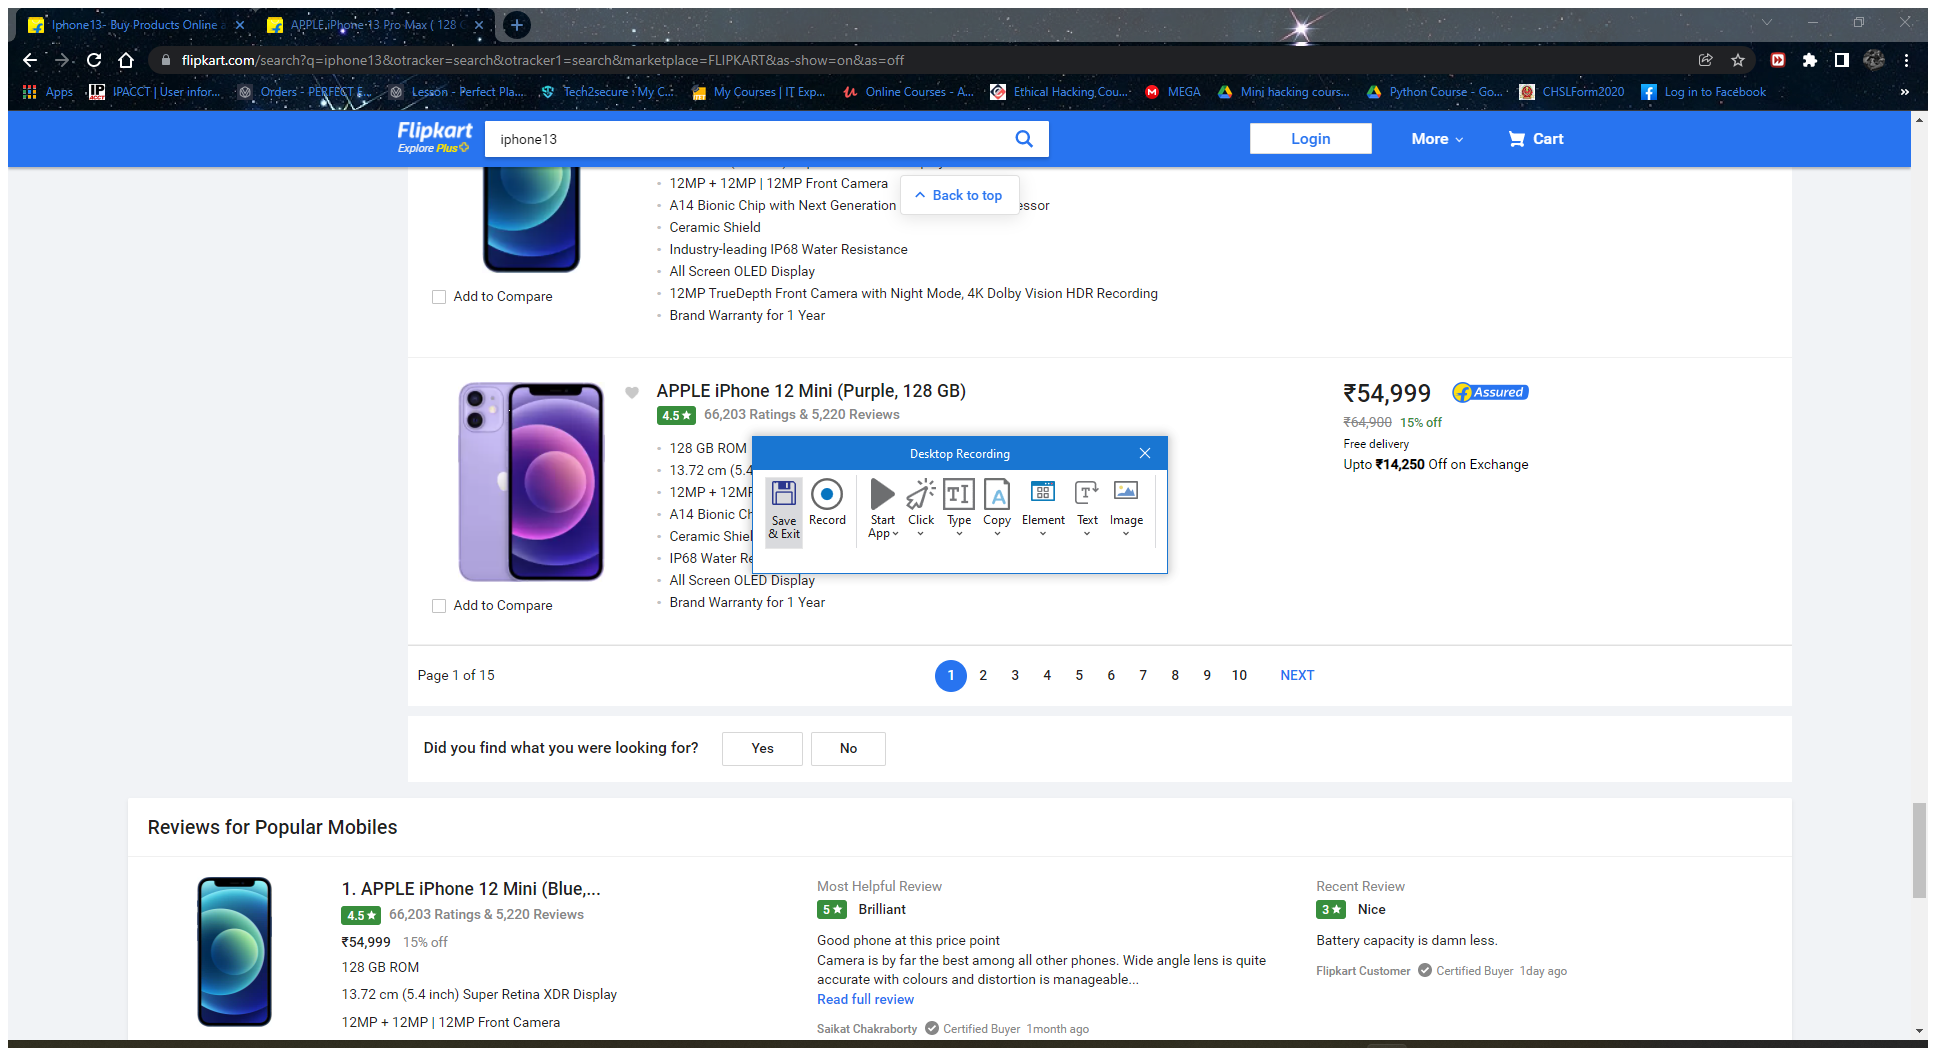 Iphone13- Buy Products Online
APPLE iPhone 13 Pro Max ( 128
flipkart.com/search?q=iphone13&otracker=search&otracker1=search&marketplace=FLIPKART&as-show=on&as=off
Apps
IPACCT | User infor...
Orders - PERFECT E...
Lesson - Perfect Pla...
Tech2secure : My C...
My Courses | IT Exp...
Online Courses - A...
Ethical Hacking Cou...
MEGA
Mini hacking cours...
Python Course - Go...
CHSLForm2020
Log in to Facebook
»
Flipkart
Explore Plus
iphone13
Login
More
Cart
12MP + 12MP | 12MP Front Camera
Back to top
A14 Bionic Chip with Next Generation
Ceramic Shield
Industry-leading IP68 Water Resistance
All Screen OLED Display
12MP TrueDepth Front Camera with Night Mode, 4K Dolby Vision HDR Recording
Brand Warranty for 1 Year
Add to Compare
APPLE iPhone 12 Mini (Purple, 128 GB)
4.5★ 66,203 Ratings & 5,220 Reviews
₹54,999
Assured
₹64,900 15% off
Free delivery
Upto ₹14,250 Off on Exchange
128 GB ROM
13.72 cm (5.4
12MP + 12MP
A14 Bionic
Ceramic
IP68 Water
All Screen OLED Display
Brand Warranty for 1 Year
Add to Compare
Desktop Recording
Save & Exit
Record
Start App
Click
Type
Copy
Element
Text
Image
Page 1 of 15
1 2 3 4 5 6 7 8 9 10 NEXT
Did you find what you were looking for?
Yes
No
Reviews for Popular Mobiles
1. APPLE iPhone 12 Mini (Blue,...
4.5★ 66,203 Ratings & 5,220 Reviews
₹54,999 15% off
128 GB ROM
13.72 cm (5.4 inch) Super Retina XDR Display
12MP + 12MP | 12MP Front Camera
Most Helpful Review
5★ Brilliant
Good phone at this price point
Camera is by far the best among all other phones. Wide angle lens is quite
accurate with colours and distortion is manageable...
Read full review
Saikat Chakraborty Certified Buyer 1month ago
Recent Review
3★ Nice
Battery capacity is damn less.
Flipkart Customer Certified Buyer 1day ago